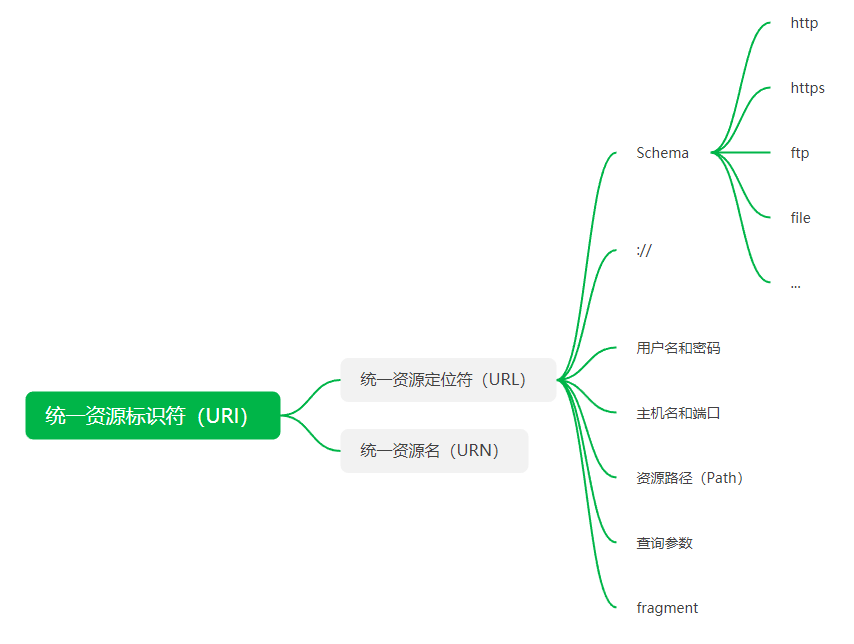 统一资源标识符（URI）
统一资源定位符（URL）
Schema
http
https
ftp
file
...
://
用户名和密码
主机名和端口
资源路径（Path）
查询参数
fragment
统一资源名（URN）